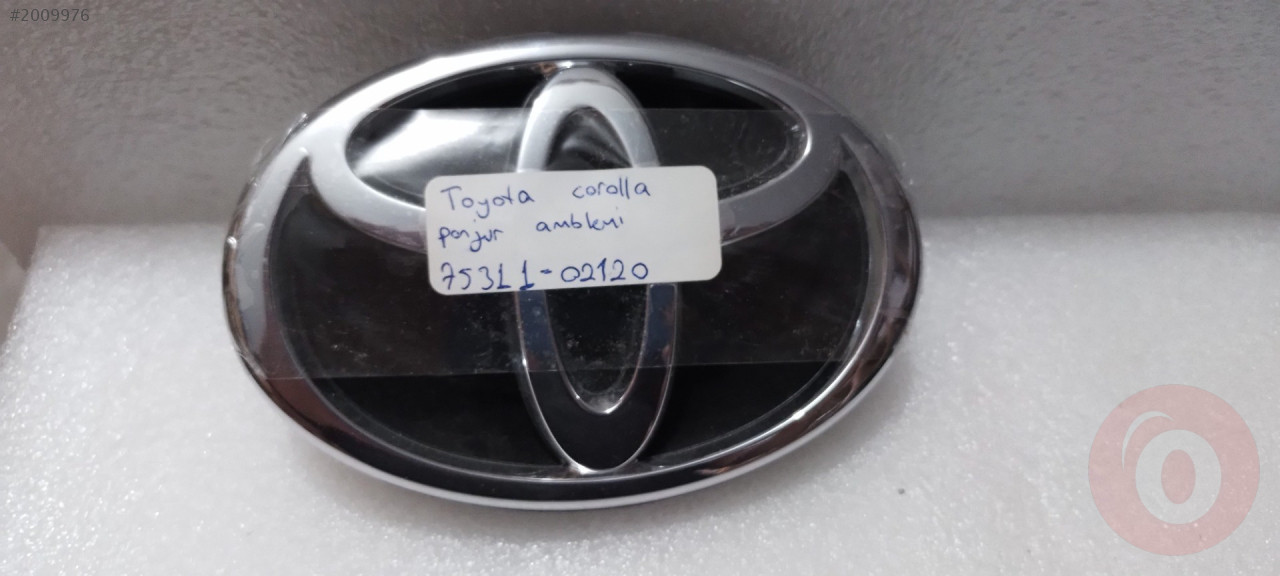 #2009976
Toyota corolla
panjur amblemi
75311-02120